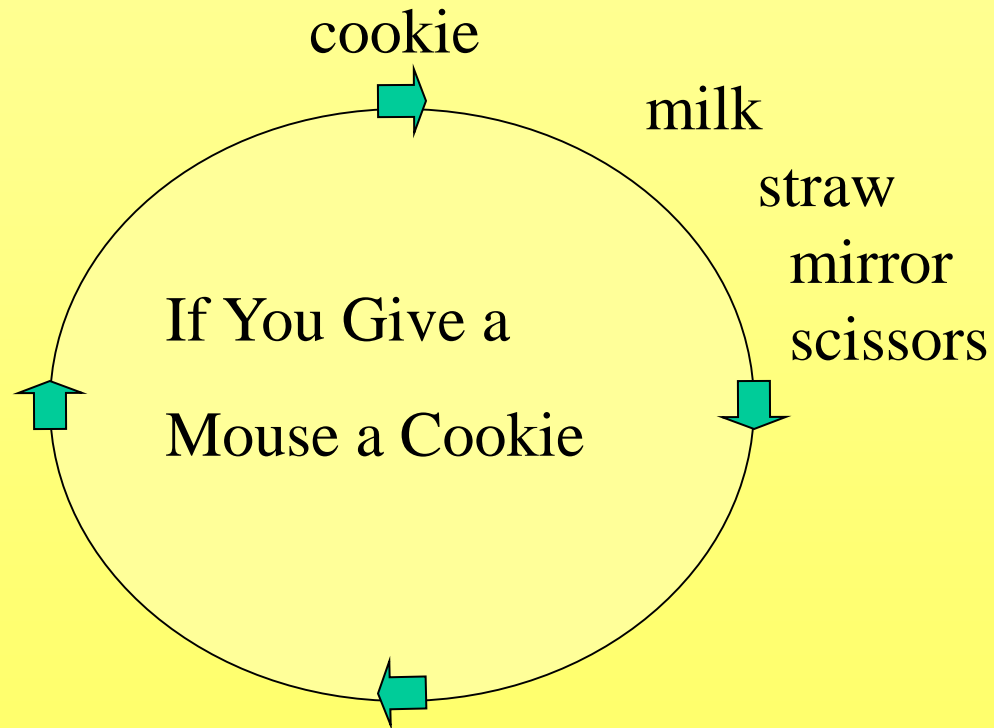 cookie
milk
straw
mirror
scissors
If You Give a
Mouse a Cookie